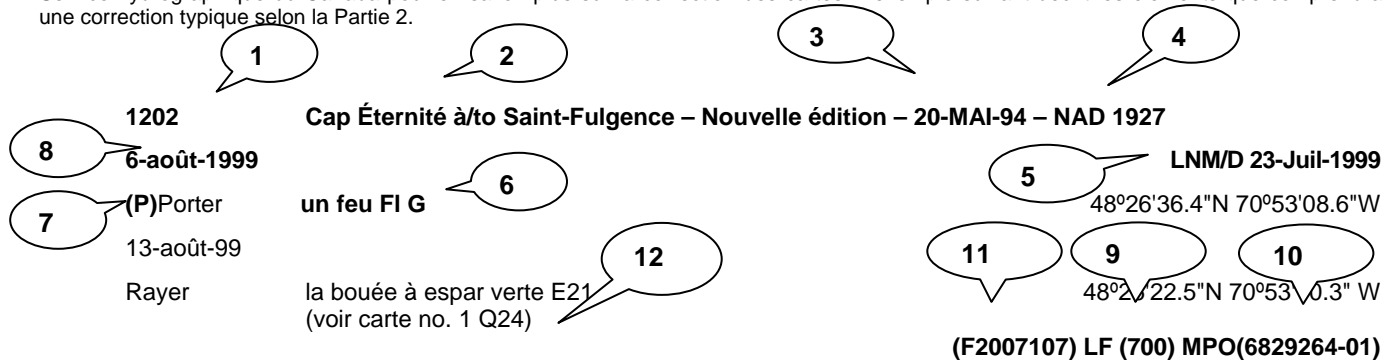 une correction typique selon la Partie 2.
1 2 3 4
1202 Cap Éternité à/to Saint-Fulgence – Nouvelle édition – 20-MAI-94 – NAD 1927
8 6-août-1999 5 LNM/D 23-Juil-1999
7 (P)Porter un feu Fl G 6 48º26'36.4"N 70º53'08.6"W
13-août-99 12 11 9 10
Rayer la bouée à espar verte E21 W
(voir carte no. 1 Q24)
(F2007107) LF (700) MPO(6829264-01)